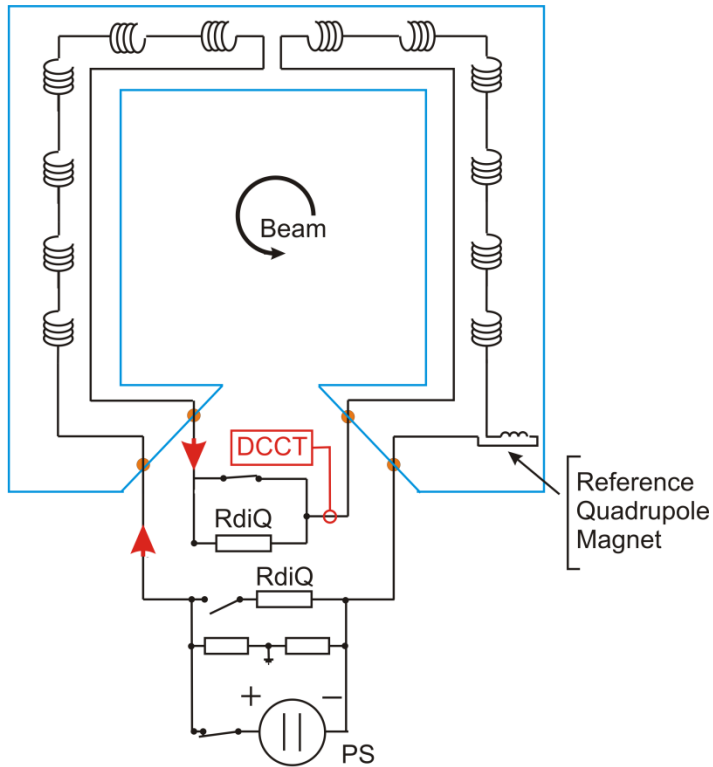 Beam
DCCT
RdiQ
Reference
Quadrupole
Magnet
RdiQ
+ −
PS